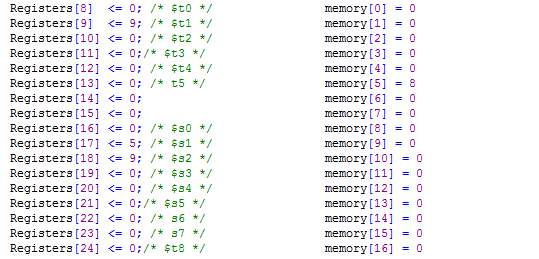 Registers[8]  <= 0; /* $t0 */                memory[0] = 0
Registers[9]  <= 9; /* $t1 */                memory[1] = 0
Registers[10] <= 0; /* $t2 */                memory[2] = 0
Registers[11] <= 0;/* $t3 */                 memory[3] = 0
Registers[12] <= 0; /* $t4 */                memory[4] = 0
Registers[13] <= 0; /* t5 */                 memory[5] = 8
Registers[14] <= 0;                          memory[6] = 0
Registers[15] <= 0;                          memory[7] = 0
Registers[16] <= 0; /* $s0 */                memory[8] = 0
Registers[17] <= 5; /* $s1 */                memory[9] = 0
Registers[18] <= 9; /* $s2 */                memory[10] = 0
Registers[19] <= 0; /* $s3 */                memory[11] = 0
Registers[20] <= 0; /* $s4 */                memory[12] = 0
Registers[21] <= 0;/* $s5 */                 memory[13] = 0
Registers[22] <= 0; /* s6 */                 memory[14] = 0
Registers[23] <= 0; /* s7 */                 memory[15] = 0
Registers[24] <= 0;/* $t8 */                 memory[16] = 0